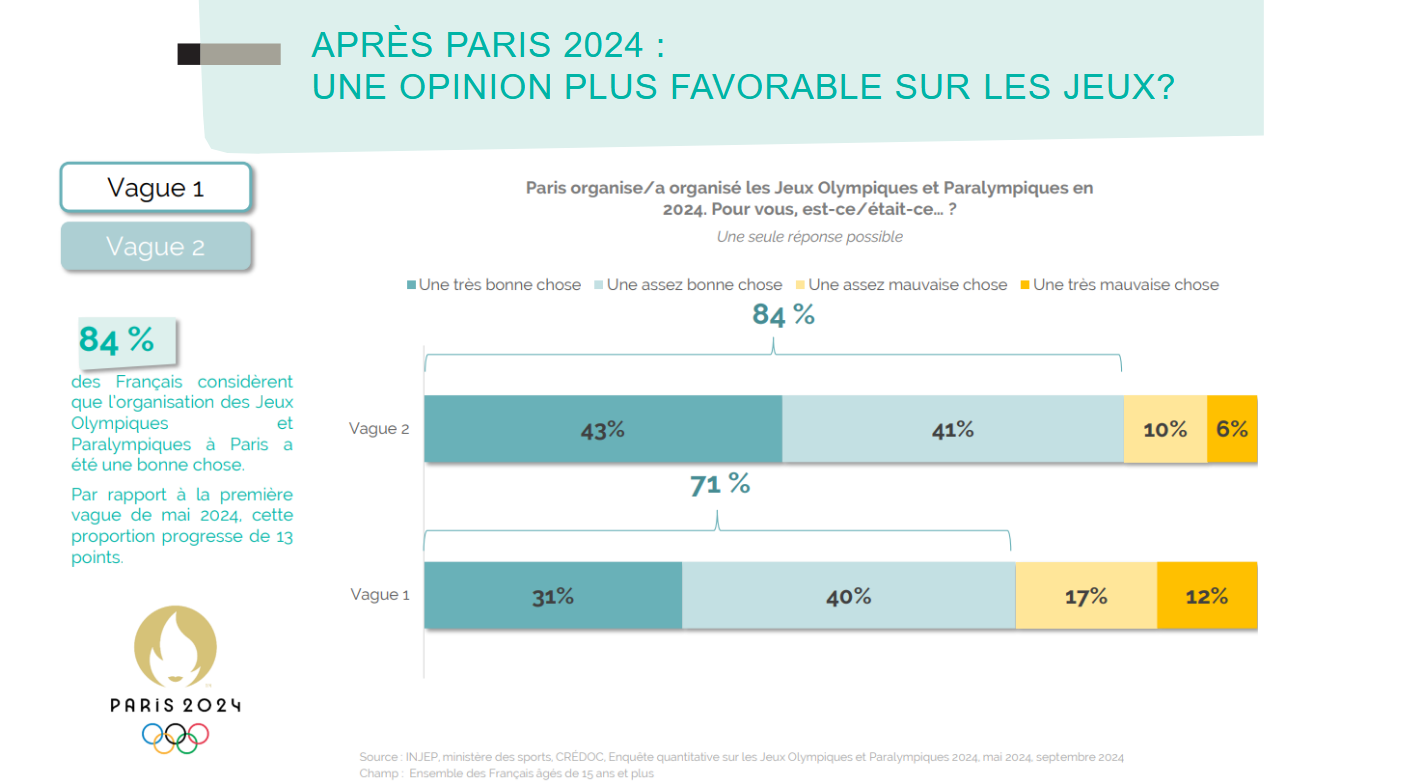 APRÈS PARIS 2024 :
UNE OPINION PLUS FAVORABLE SUR LES JEUX?
Vague 1
Vague 2
84 %
des Français considèrent
que l'organisation des Jeux
Olympiques et
Paralympiques à Paris a
été une bonne chose.
Par rapport à la première
vague de mai 2024, cette
proportion progresse de 13
points.
PARIS 2024
Paris organise/a organisé les Jeux Olympiques et Paralympiques en
2024. Pour vous, est-ce/était-ce... ?
Une seule réponse possible
Une très bonne chose Une assez bonne chose Une assez mauvaise chose Une très mauvaise chose
84 %
Vague 2 43% 41% 10% 6%
71 %
Vague 1 31% 40% 17% 12%
Source : INJEP, ministère des sports, CRÉDOC, Enquête quantitative sur les Jeux Olympiques et Paralympiques 2024, mai 2024, septembre 2024
Champ : Ensemble des Français âgés de 15 ans et plus